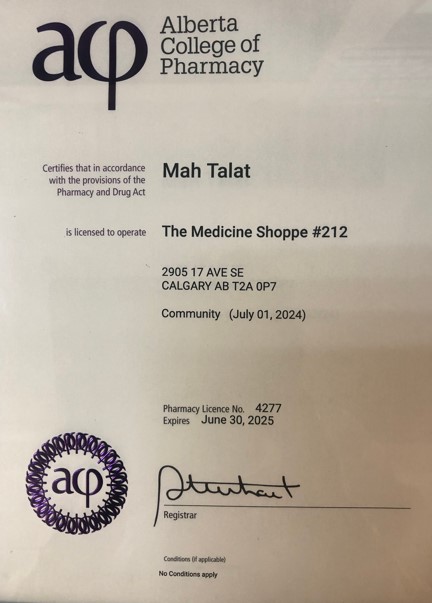 acp
Alberta
College of
Pharmacy
Certifies that in accordance
with the provisions of the
Pharmacy and Drug Act
Mah Talat
is licensed to operate
The Medicine Shoppe #212
2905 17 AVE SE
CALGARY AB T2A 0P7
Community (July 01, 2024)
Pharmacy Licence No. 4277
Expires June 30, 2025
acp
Registrar
Conditions (if applicable)
No Conditions apply